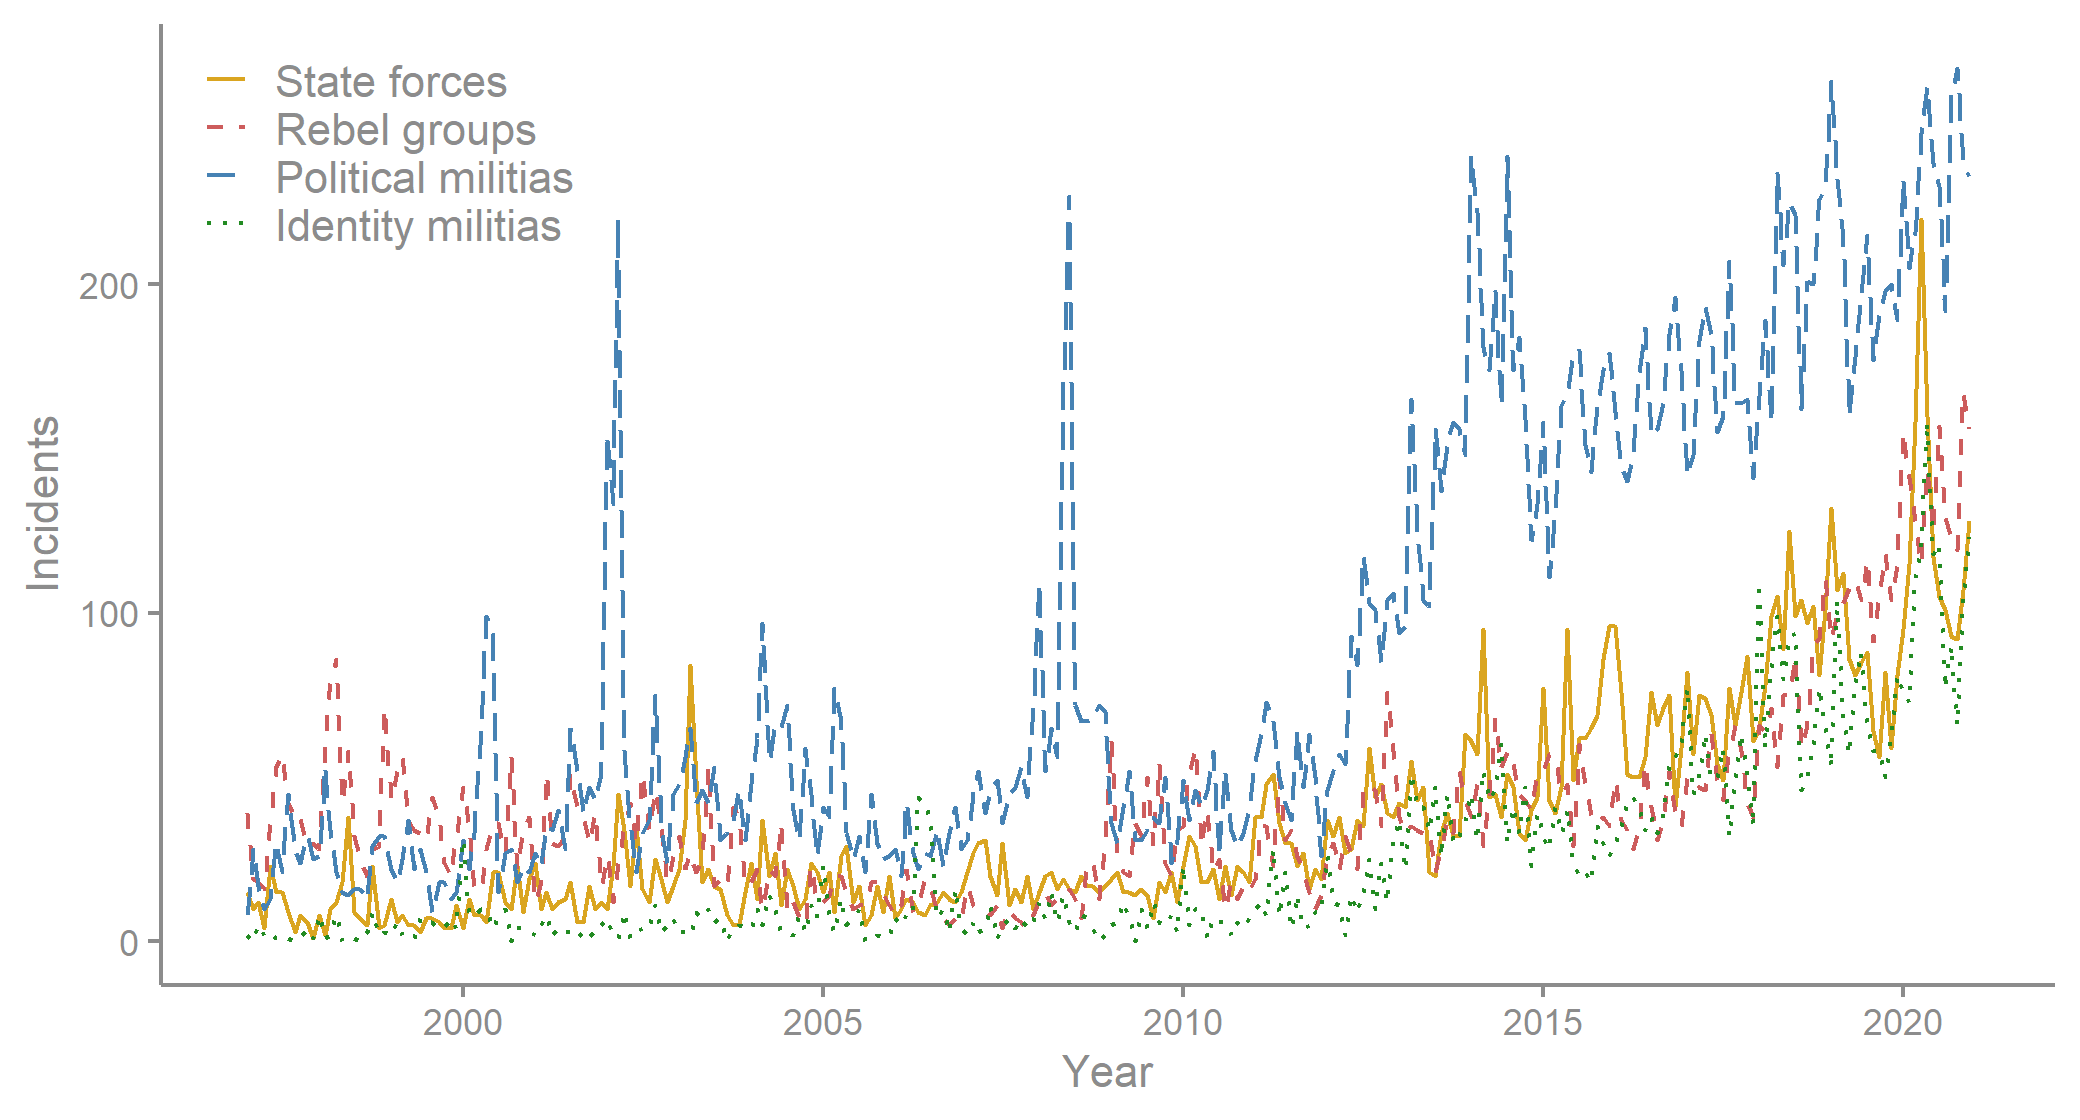 State forces
Rebel groups
Political militias
Identity militias
200
100
0
Incidents
2000 2005 2010 2015 2020
Year